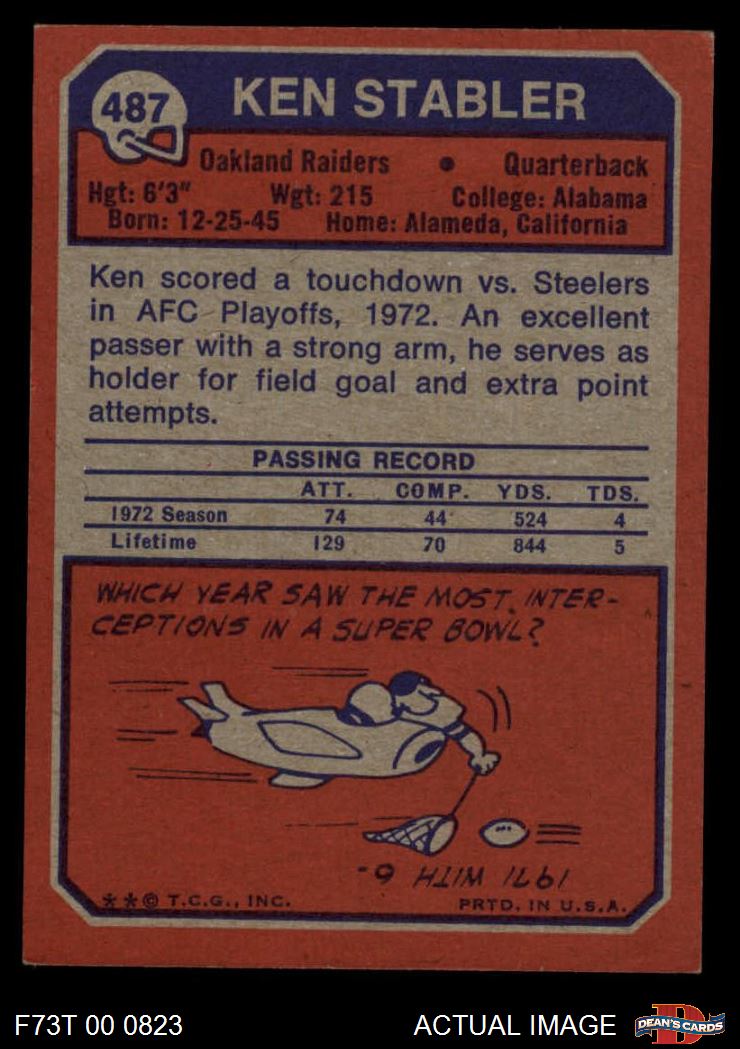 487
KEN STABLER
Oakland Raiders • Quarterback
Hgt: 6'3" Wgt: 215 College: Alabama
Born: 12-25-45 Home: Alameda, California
Ken scored a touchdown vs. Steelers
in AFC Playoffs, 1972. An excellent
passer with a strong arm, he serves as
holder for field goal and extra point
attempts.
PASSING RECORD
ATT. COMP. YDS. TDS.
1972 Season 74 44 524 4
Lifetime 129 70 844 5
WHICH YEAR SAW THE MOST INTER-
CEPTIONS IN A SUPER BOWL?
1971 WITH 6-
**© T.C.G., INC. PRTD. IN U.S.A.
F73T 00 0823 ACTUAL IMAGE
D
DEAN'S CARDS